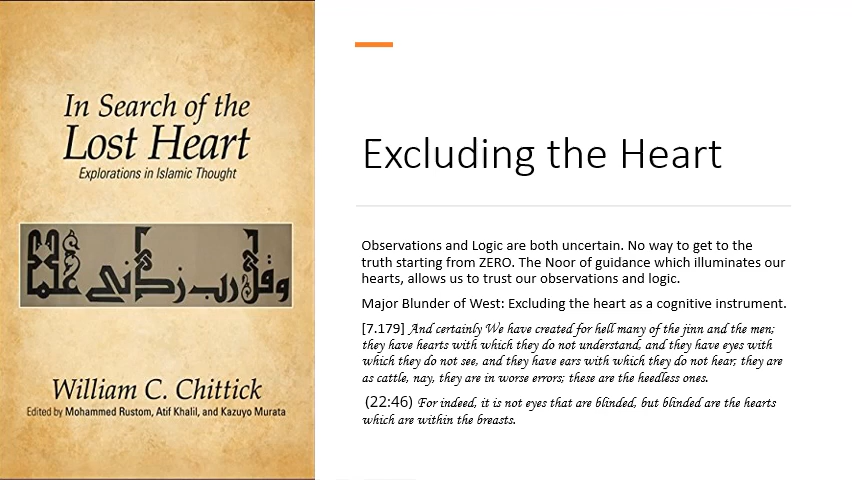 In Search of the
Lost Heart
Explorations in Islamic Thought
وقل رب زدني علما
William C. Chittick
Edited by Mohammed Rustom, Atif Khalil, and Kazuyo Murata
Excluding the Heart
Observations and Logic are both uncertain. No way to get to the
truth starting from ZERO. The Noor of guidance which illuminates our
hearts, allows us to trust our observations and logic.
Major Blunder of West: Excluding the heart as a cognitive instrument.
[7.179] And certainly We have created for hell many of the jinn and the men;
they have hearts with which they do not understand, and they have eyes with
which they do not see, and they have ears with which they do not hear; they are
as cattle, nay, they are in worse errors; these are the heedless ones.
(22:46) For indeed, it is not eyes that are blinded, but blinded are the hearts
which are within the breasts.